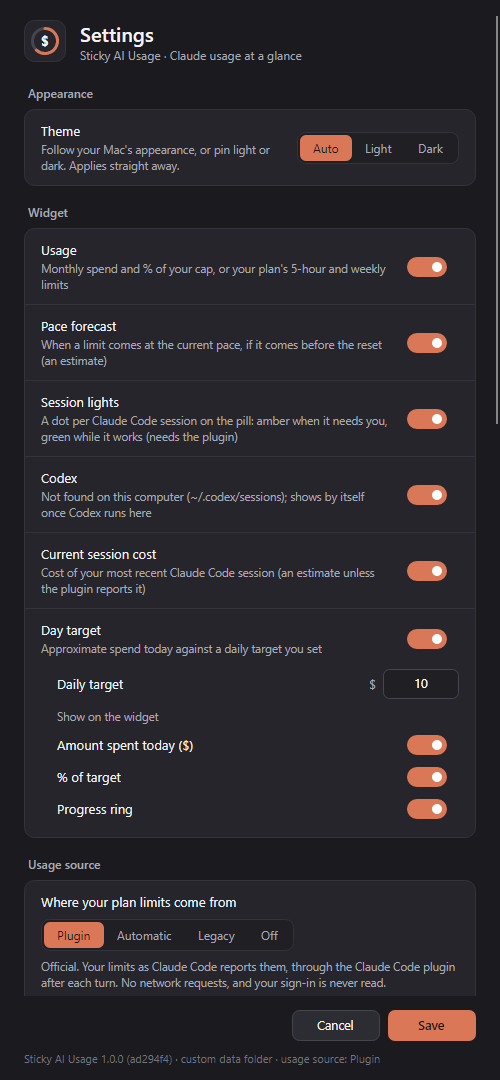 $
Settings
Sticky AI Usage · Claude usage at a glance
Appearance
Theme
Follow your Mac's appearance, or pin light or
dark. Applies straight away.
Auto
Light
Dark
Widget
Usage
Monthly spend and % of your cap, or your plan's 5-hour and weekly
limits
Pace forecast
When a limit comes at the current pace, if it comes before the reset
(an estimate)
Session lights
A dot per Claude Code session on the pill: amber when it needs you,
green while it works (needs the plugin)
Codex
Not found on this computer (~/.codex/sessions); shows by itself
once Codex runs here
Current session cost
Cost of your most recent Claude Code session (an estimate unless
the plugin reports it)
Day target
Approximate spend today against a daily target you set
Daily target
$ 10
Show on the widget
Amount spent today ($)
% of target
Progress ring
Usage source
Where your plan limits come from
Plugin
Automatic
Legacy
Off
Official. Your limits as Claude Code reports them, through the Claude Code plugin
after each turn. No network requests, and your sign-in is never read.
Cancel
Save
Sticky AI Usage 1.0.0 (ad294f4) · custom data folder · usage source: Plugin